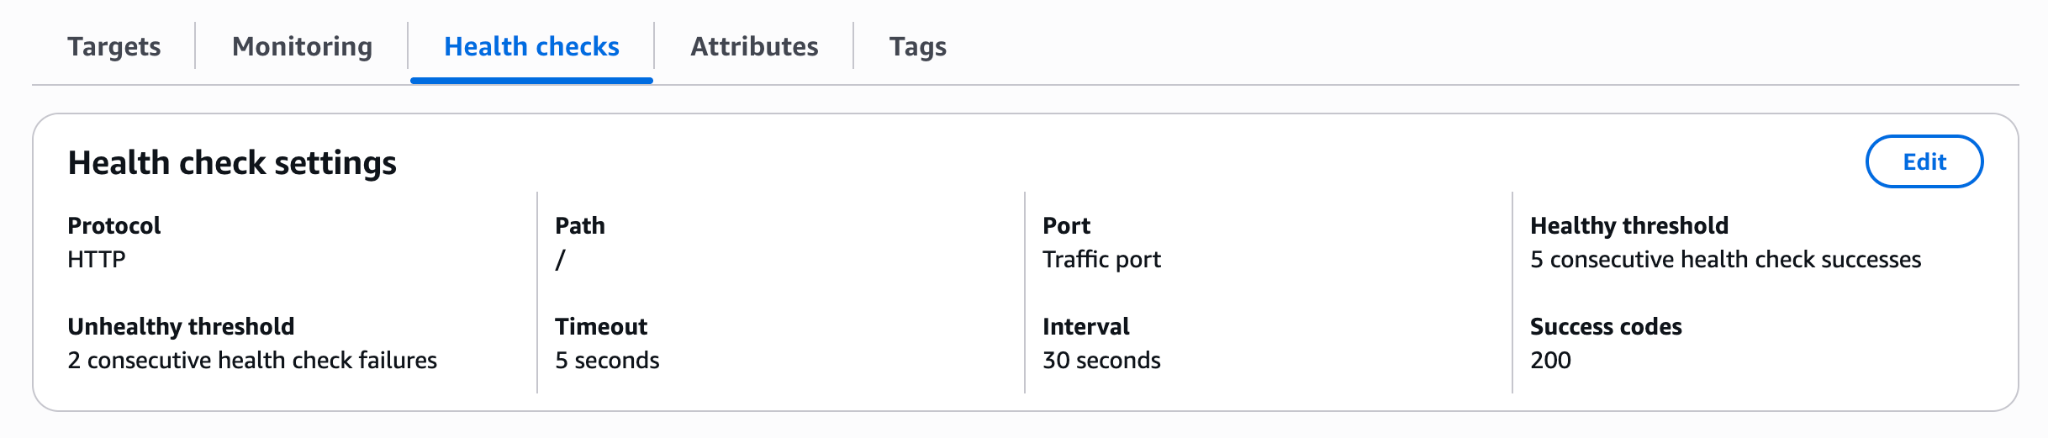 Targets
Monitoring
Health checks
Attributes
Tags
Health check settings
Edit
Protocol
HTTP
Path
/
Port
Traffic port
Healthy threshold
5 consecutive health check successes
Unhealthy threshold
2 consecutive health check failures
Timeout
5 seconds
Interval
30 seconds
Success codes
200